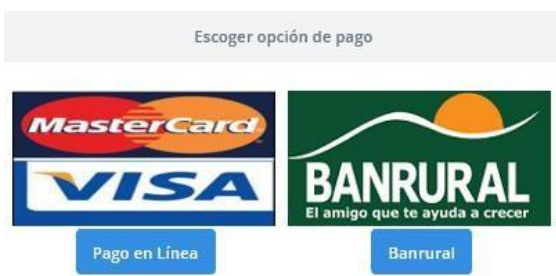 Escoger opción de pago
MasterCard
VISA
BANRURAL
El amigo que te ayuda a crecer
Pago en Línea
Banrural